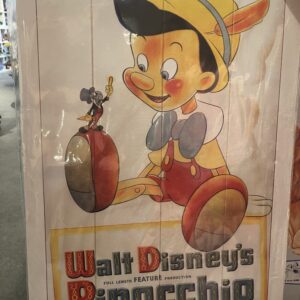 Walt Disney's
FULL LENGTH FEATURE PRODUCTION
Pinocchio